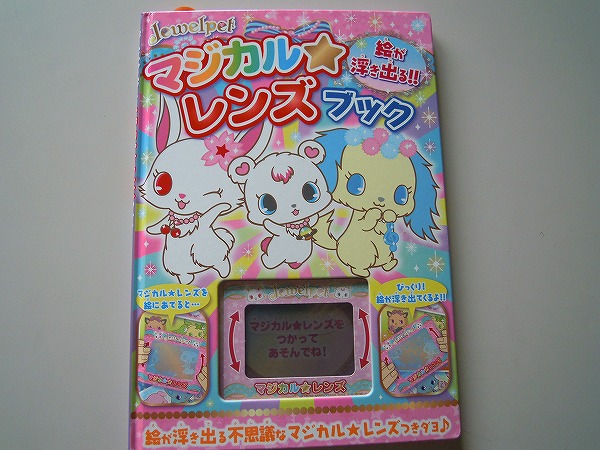 Jewelpet
マジカル★
レンズブック
絵が
浮き出る!!
マジカル★レンズを
絵にあてると…
びっくり!
絵が浮き出てくるよ!!
Jewelpet
マジカル★レンズを
つかって
あそんでね!
マジカル★レンズ
絵が浮き出る不思議なマジカル★レンズつきダヨ♪